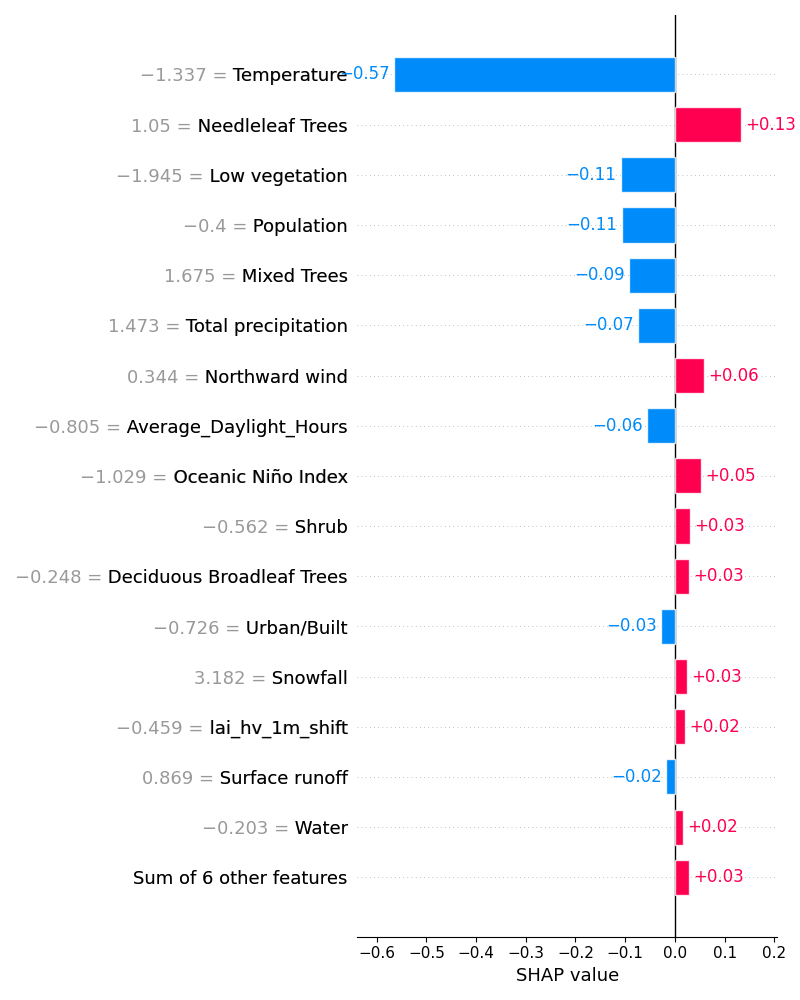 −1.337 = Temperature −0.57
1.05 = Needleleaf Trees +0.13
−1.945 = Low vegetation −0.11
−0.4 = Population −0.11
1.675 = Mixed Trees −0.09
1.473 = Total precipitation −0.07
0.344 = Northward wind +0.06
−0.805 = Average_Daylight_Hours −0.06
−1.029 = Oceanic Niño Index +0.05
−0.562 = Shrub +0.03
−0.248 = Deciduous Broadleaf Trees +0.03
−0.726 = Urban/Built −0.03
3.182 = Snowfall +0.03
−0.459 = lai_hv_1m_shift +0.02
0.869 = Surface runoff −0.02
−0.203 = Water +0.02
Sum of 6 other features +0.03
−0.6 −0.5 −0.4 −0.3 −0.2 −0.1 0.0 0.1 0.2
SHAP value